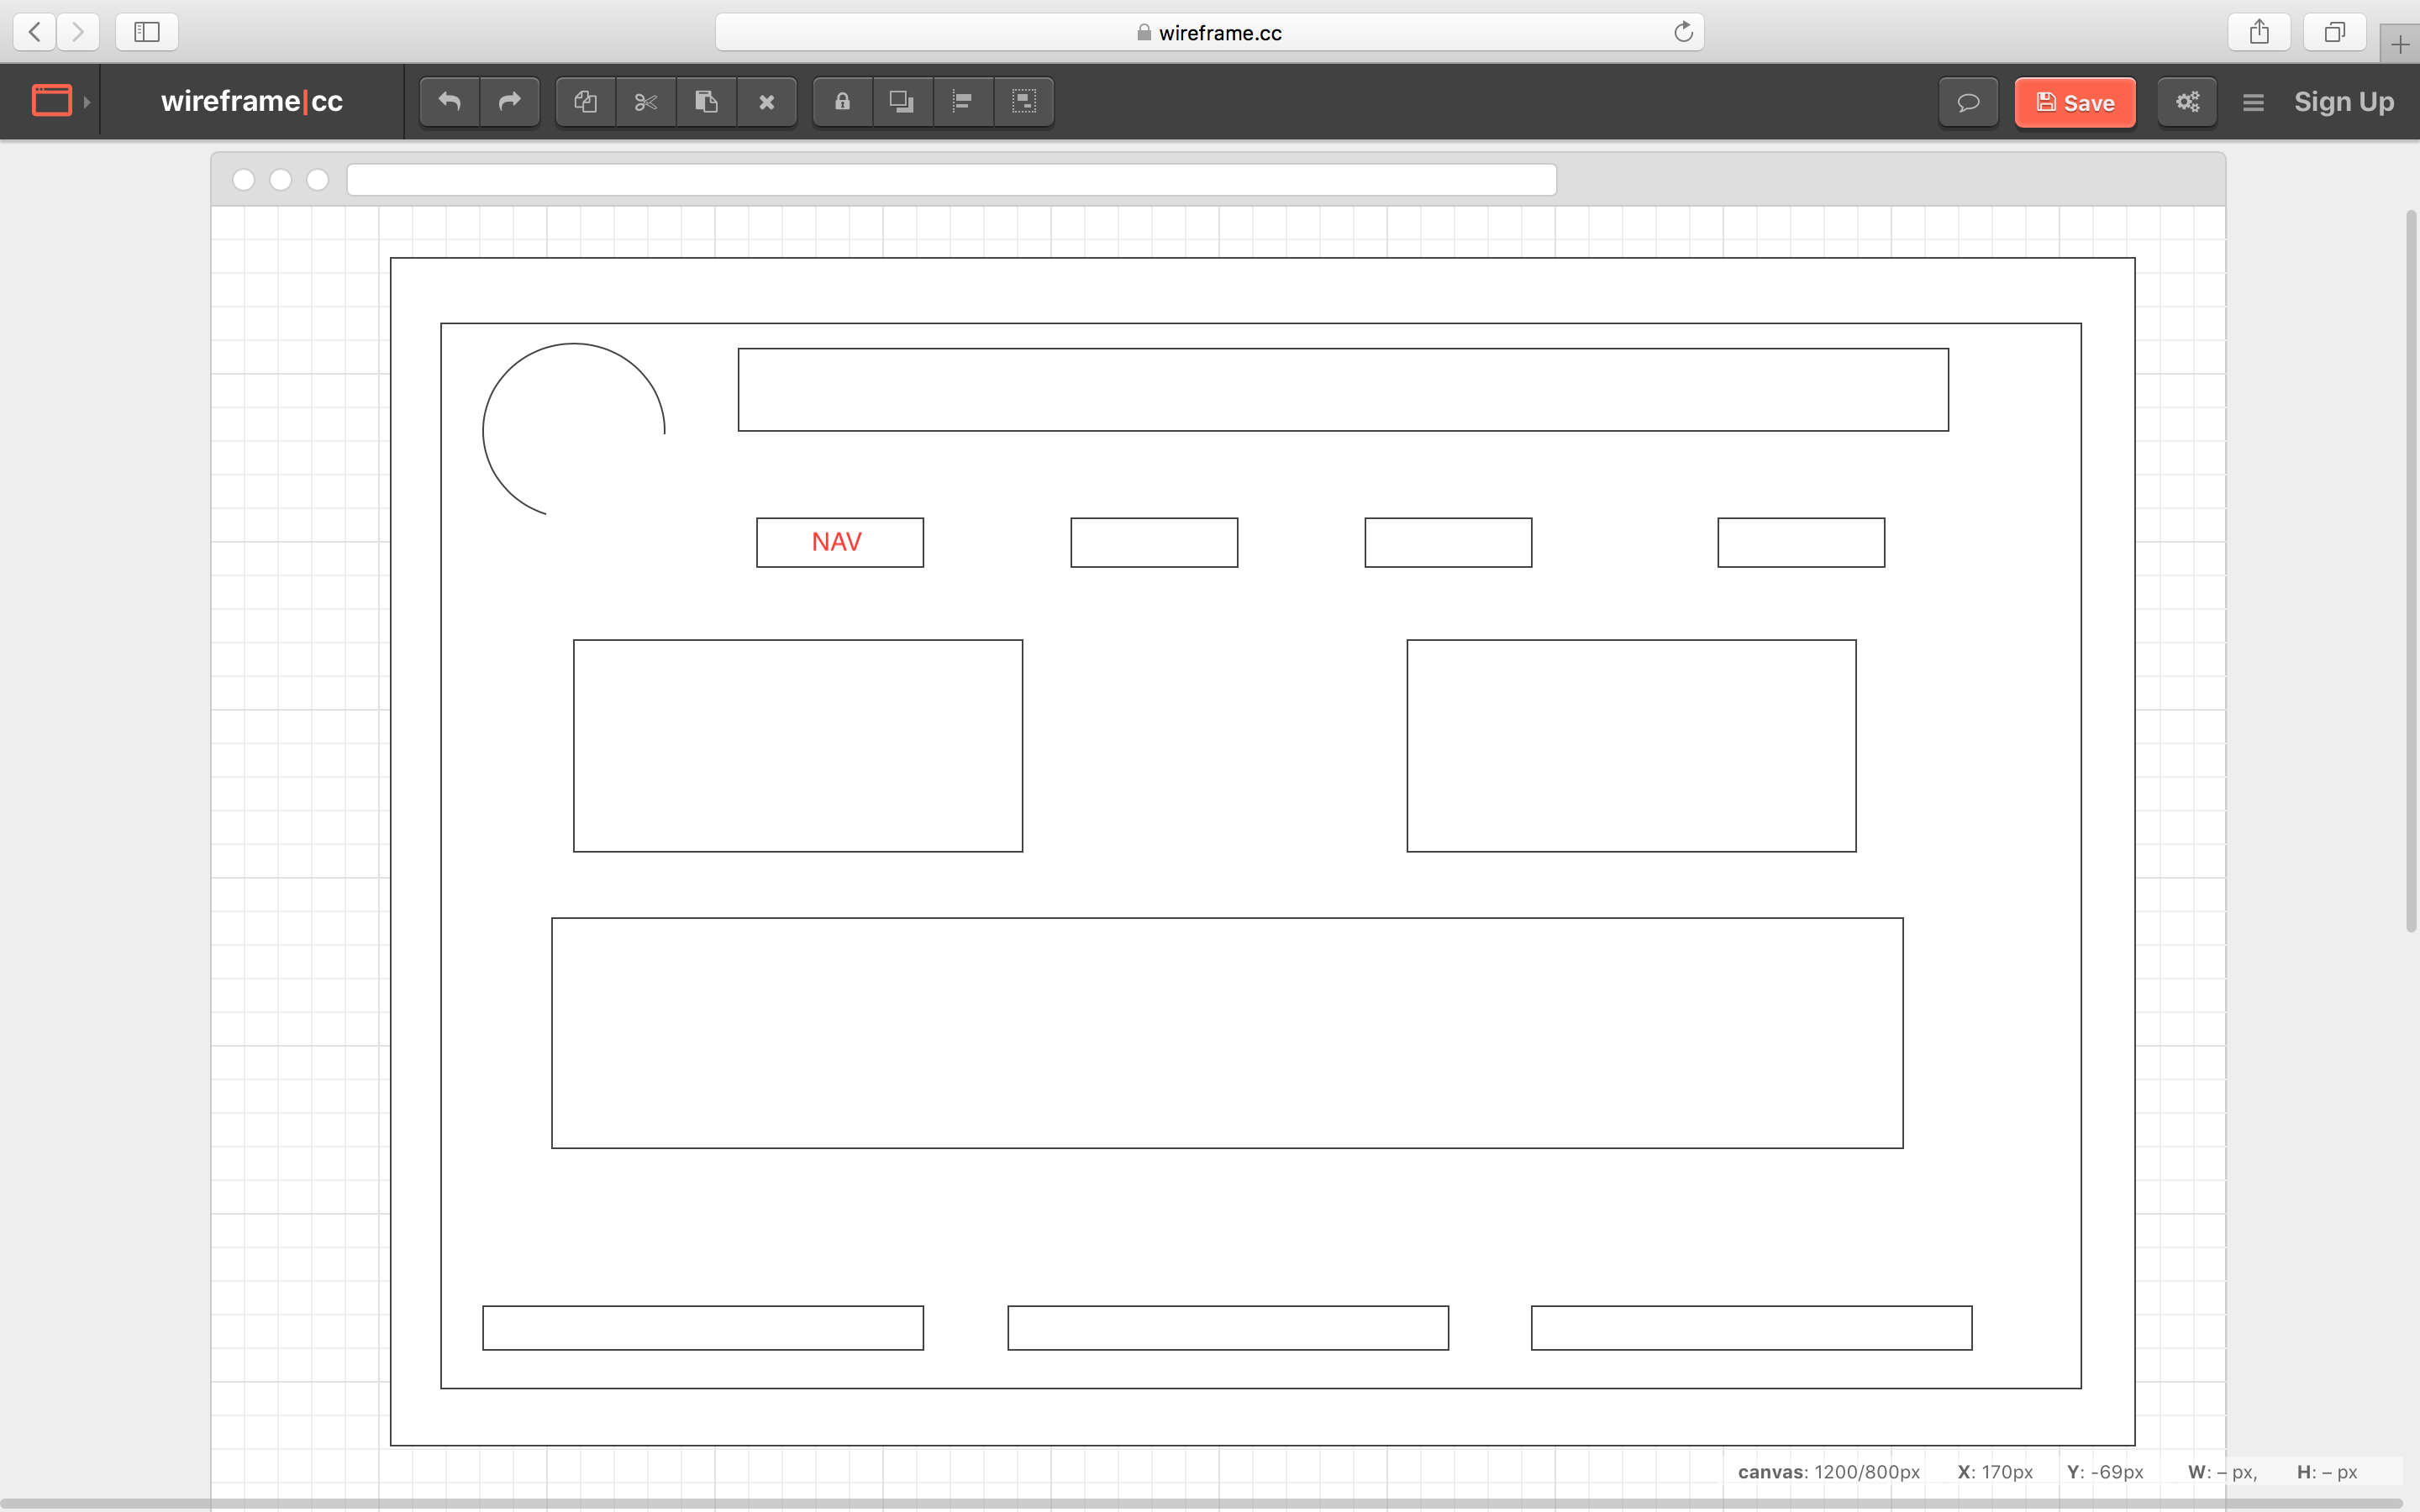 wireframe.cc
wireframe|cc
Save
Sign Up
NAV
canvas: 1200/800px X: 170px Y: -69px W: – px, H: – px